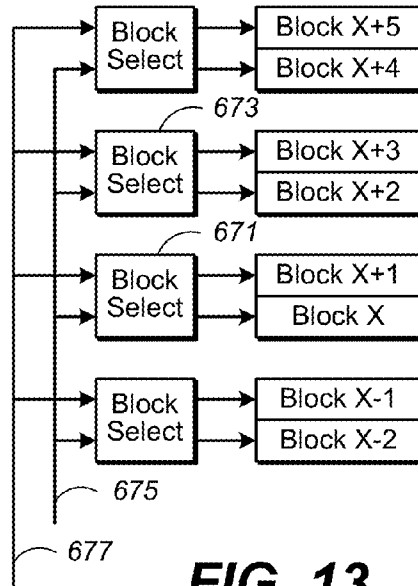 Block Select
Block X+5
Block X+4
673
Block Select
Block X+3
Block X+2
671
Block Select
Block X+1
Block X
Block Select
Block X-1
Block X-2
675
677
FIG. 13